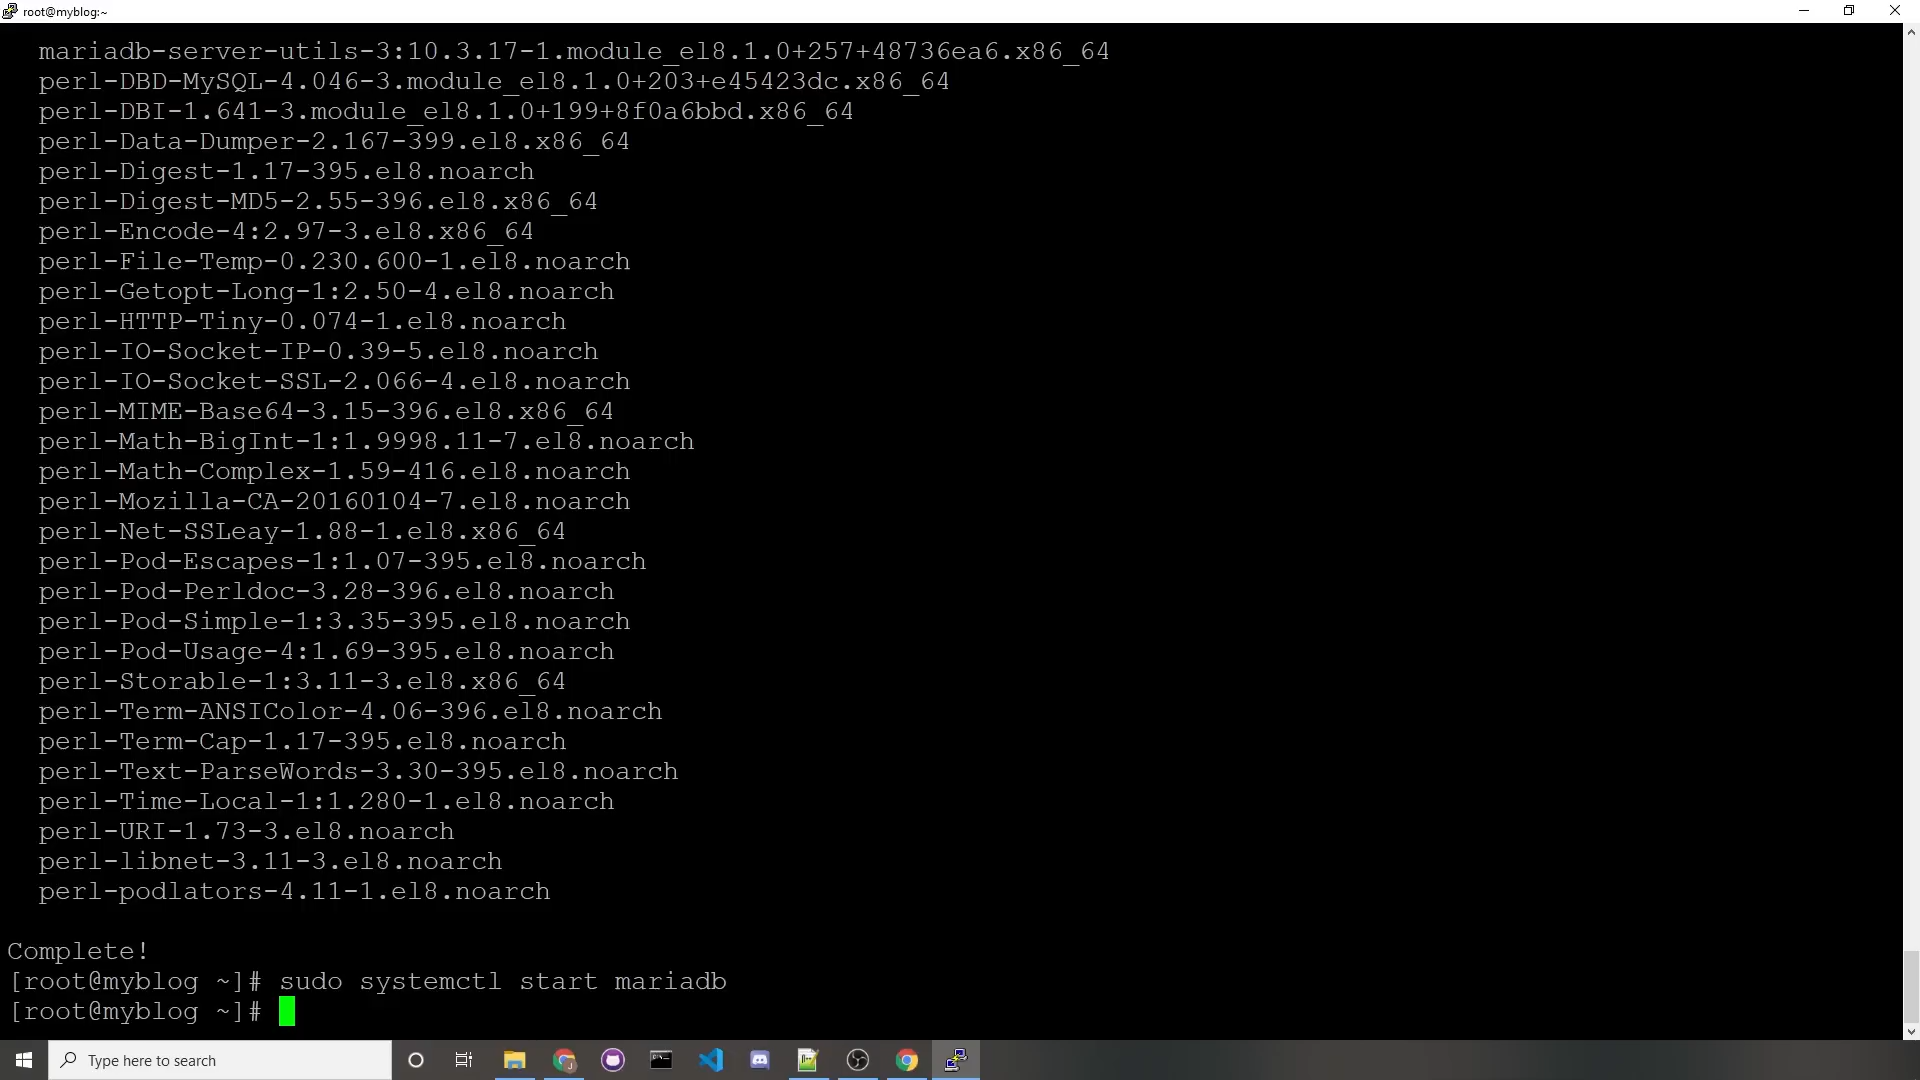 root@myblog:~
mariadb-server-utils-3:10.3.17-1.module_el8.1.0+257+48736ea6.x86_64
perl-DBD-MySQL-4.046-3.module_el8.1.0+203+e45423dc.x86_64
perl-DBI-1.641-3.module_el8.1.0+199+8f0a6bbd.x86_64
perl-Data-Dumper-2.167-399.el8.x86_64
perl-Digest-1.17-395.el8.noarch
perl-Digest-MD5-2.55-396.el8.x86_64
perl-Encode-4:2.97-3.el8.x86_64
perl-File-Temp-0.230.600-1.el8.noarch
perl-Getopt-Long-1:2.50-4.el8.noarch
perl-HTTP-Tiny-0.074-1.el8.noarch
perl-IO-Socket-IP-0.39-5.el8.noarch
perl-IO-Socket-SSL-2.066-4.el8.noarch
perl-MIME-Base64-3.15-396.el8.x86_64
perl-Math-BigInt-1:1.9998.11-7.el8.noarch
perl-Math-Complex-1.59-416.el8.noarch
perl-Mozilla-CA-20160104-7.el8.noarch
perl-Net-SSLeay-1.88-1.el8.x86_64
perl-Pod-Escapes-1:1.07-395.el8.noarch
perl-Pod-Perldoc-3.28-396.el8.noarch
perl-Pod-Simple-1:3.35-395.el8.noarch
perl-Pod-Usage-4:1.69-395.el8.noarch
perl-Storable-1:3.11-3.el8.x86_64
perl-Term-ANSIColor-4.06-396.el8.noarch
perl-Term-Cap-1.17-395.el8.noarch
perl-Text-ParseWords-3.30-395.el8.noarch
perl-Time-Local-1:1.280-1.el8.noarch
perl-URI-1.73-3.el8.noarch
perl-libnet-3.11-3.el8.noarch
perl-podlators-4.11-1.el8.noarch
Complete!
[root@myblog ~]# sudo systemctl start mariadb
[root@myblog ~]#
Type here to search